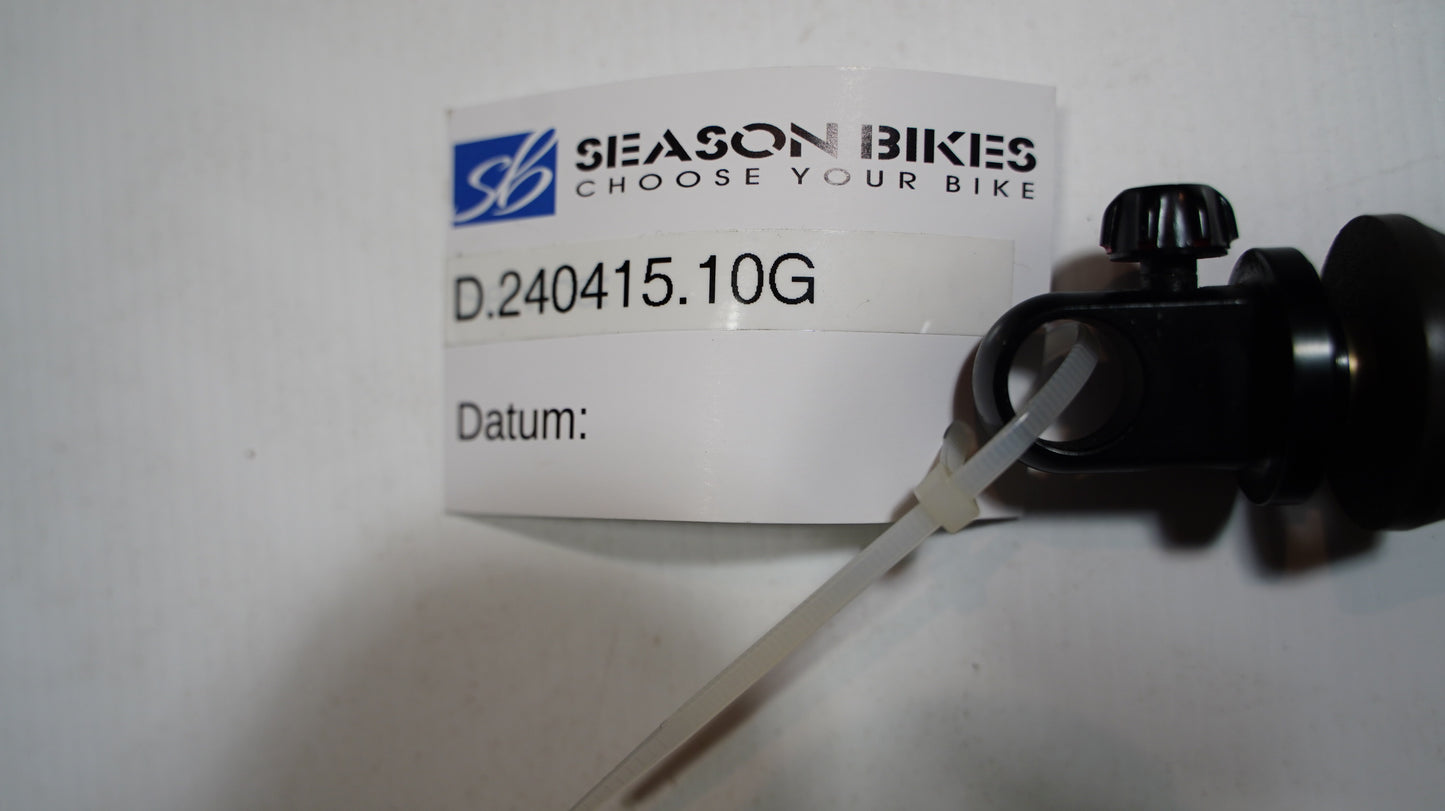 sb SEASON BIKES
CHOOSE YOUR BIKE
D.240415.10G
Datum: